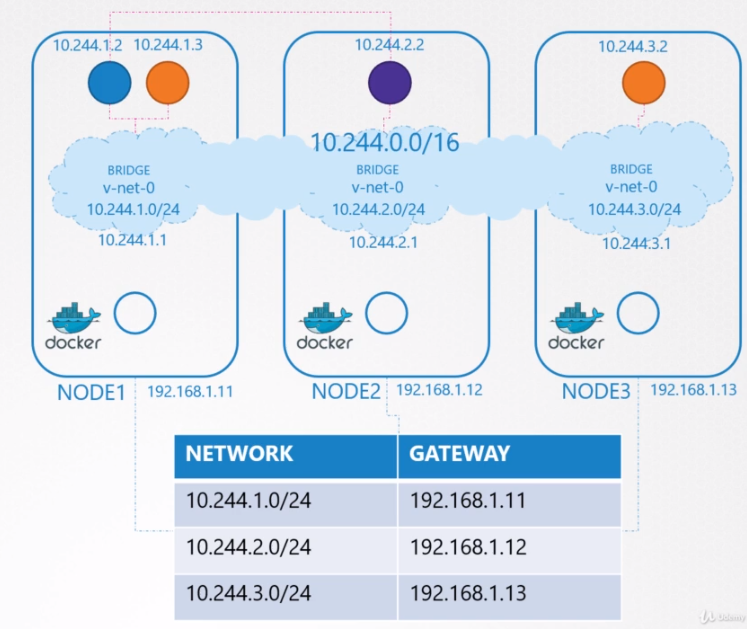 10.244.1.2 10.244.1.3 10.244.2.2 10.244.3.2
10.244.0.0/16
BRIDGE BRIDGE BRIDGE
v-net-0 v-net-0 v-net-0
10.244.1.0/24 10.244.2.0/24 10.244.3.0/24
10.244.1.1 10.244.2.1 10.244.3.1
docker docker docker
NODE1 192.168.1.11 NODE2 192.168.1.12 NODE3 192.168.1.13
NETWORK GATEWAY
10.244.1.0/24 192.168.1.11
10.244.2.0/24 192.168.1.12
10.244.3.0/24 192.168.1.13
Udemy